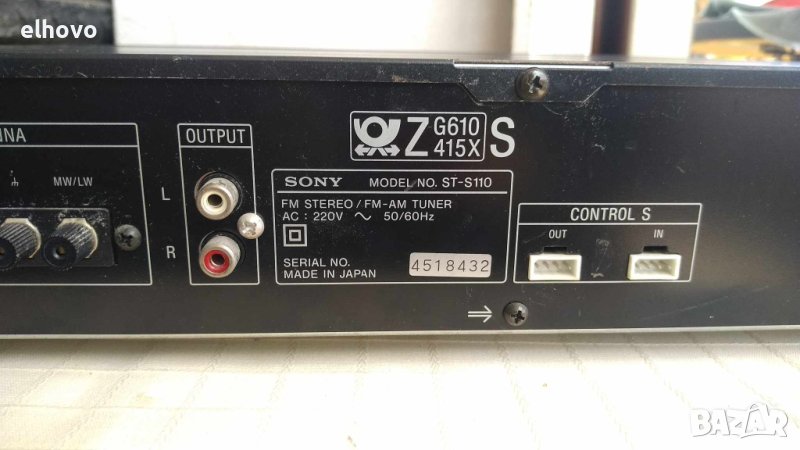 elhovo
NNA
MW/LW
OUTPUT
L
R
Z G610 415X S
SONY MODEL NO. ST-S110
FM STEREO / FM-AM TUNER
AC : 220V ~ 50/60Hz
SERIAL NO. 4518432
MADE IN JAPAN
CONTROL S
OUT IN
BAZAR